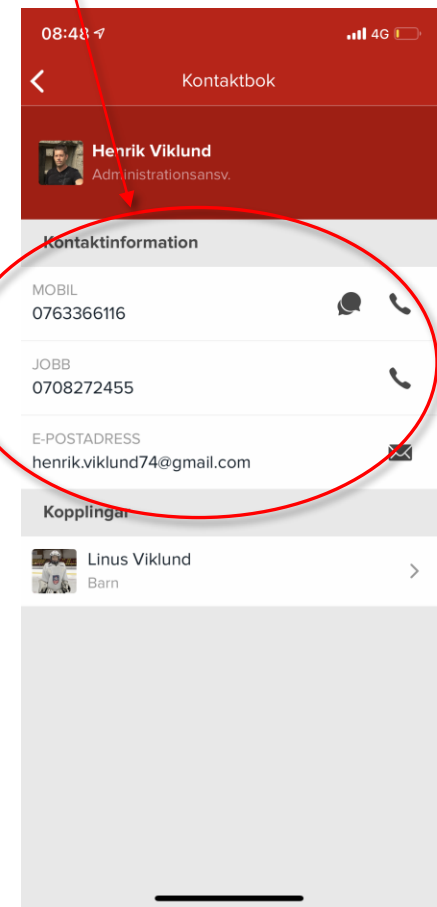 08:48
4G
Kontaktbok
Henrik Viklund
Administrationsansv.
Kontaktinformation
MOBIL
0763366116
JOBB
0708272455
E-POSTADRESS
henrik.viklund74@gmail.com
Kopplingar
Linus Viklund
Barn